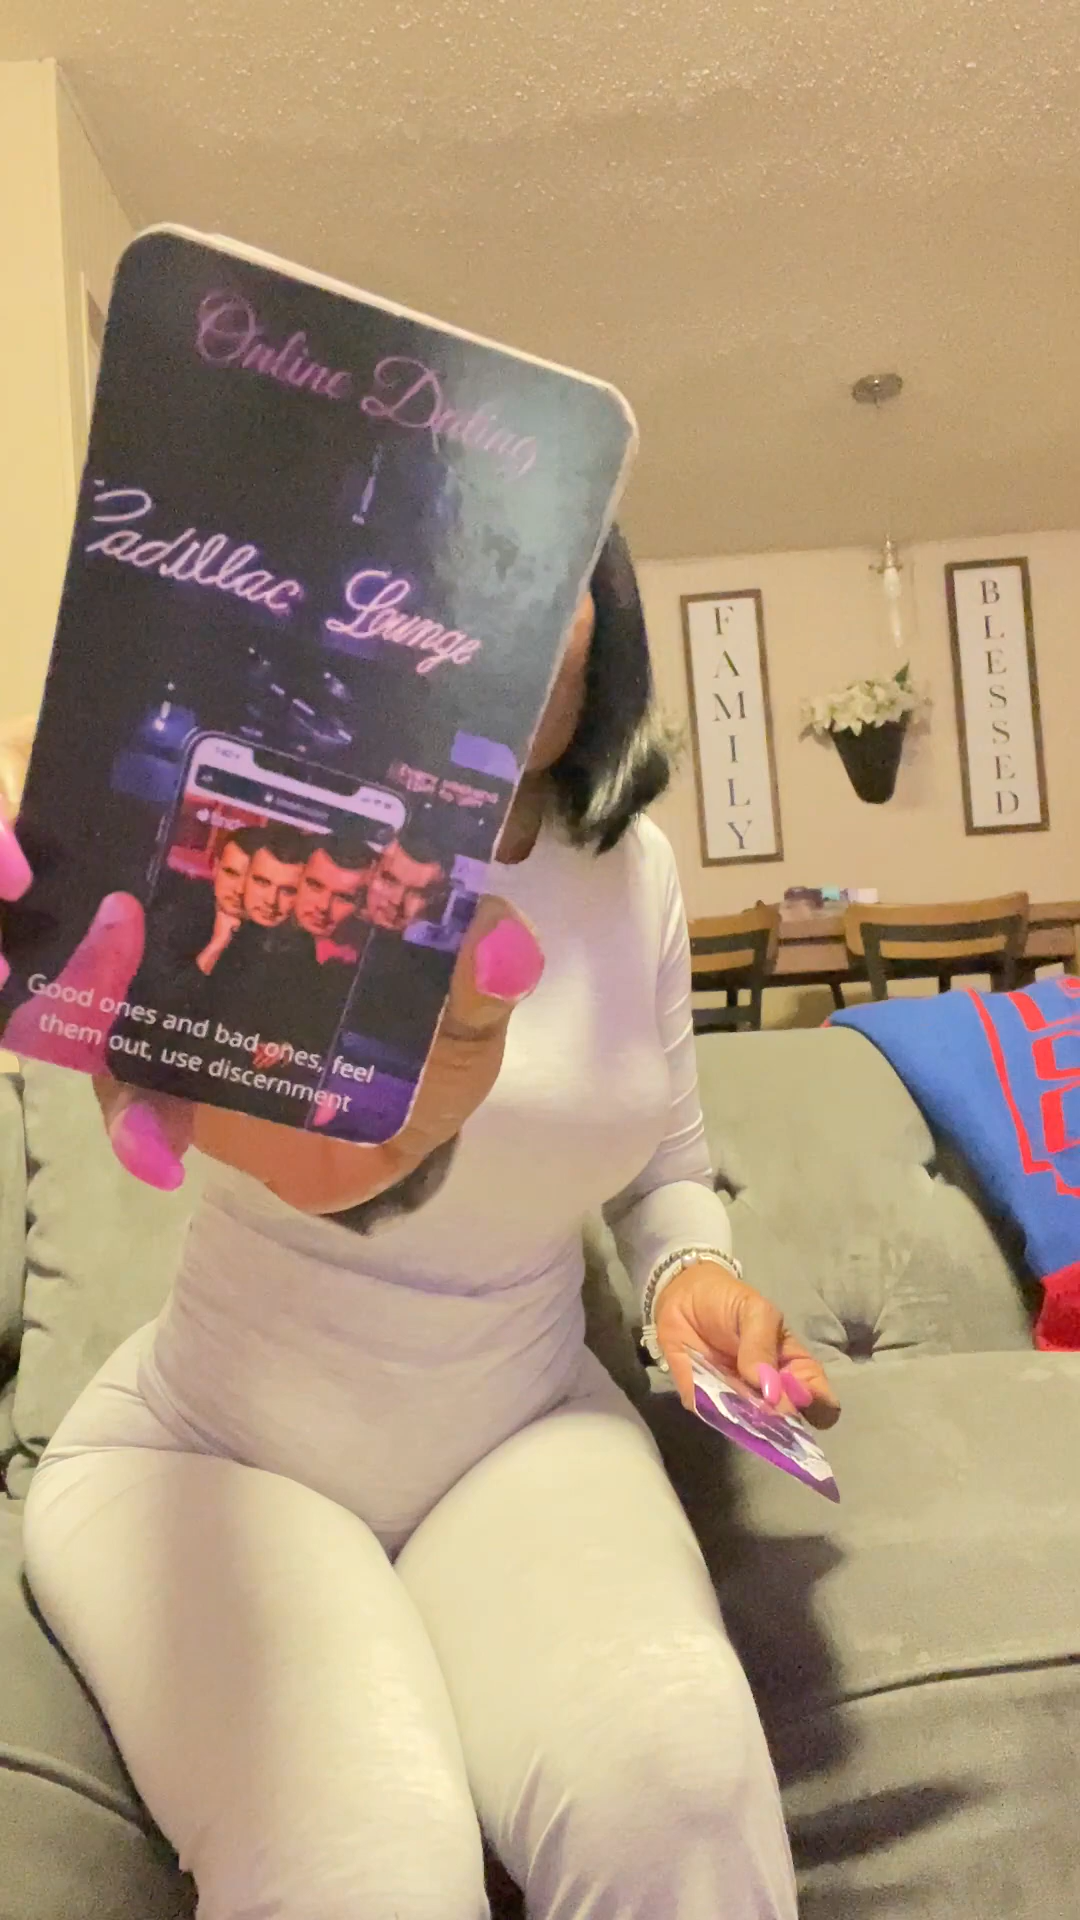 Online Dating
Cadillac Lounge
Good ones and bad ones, feel
them out, use discernment
FAMILY
BLESSED